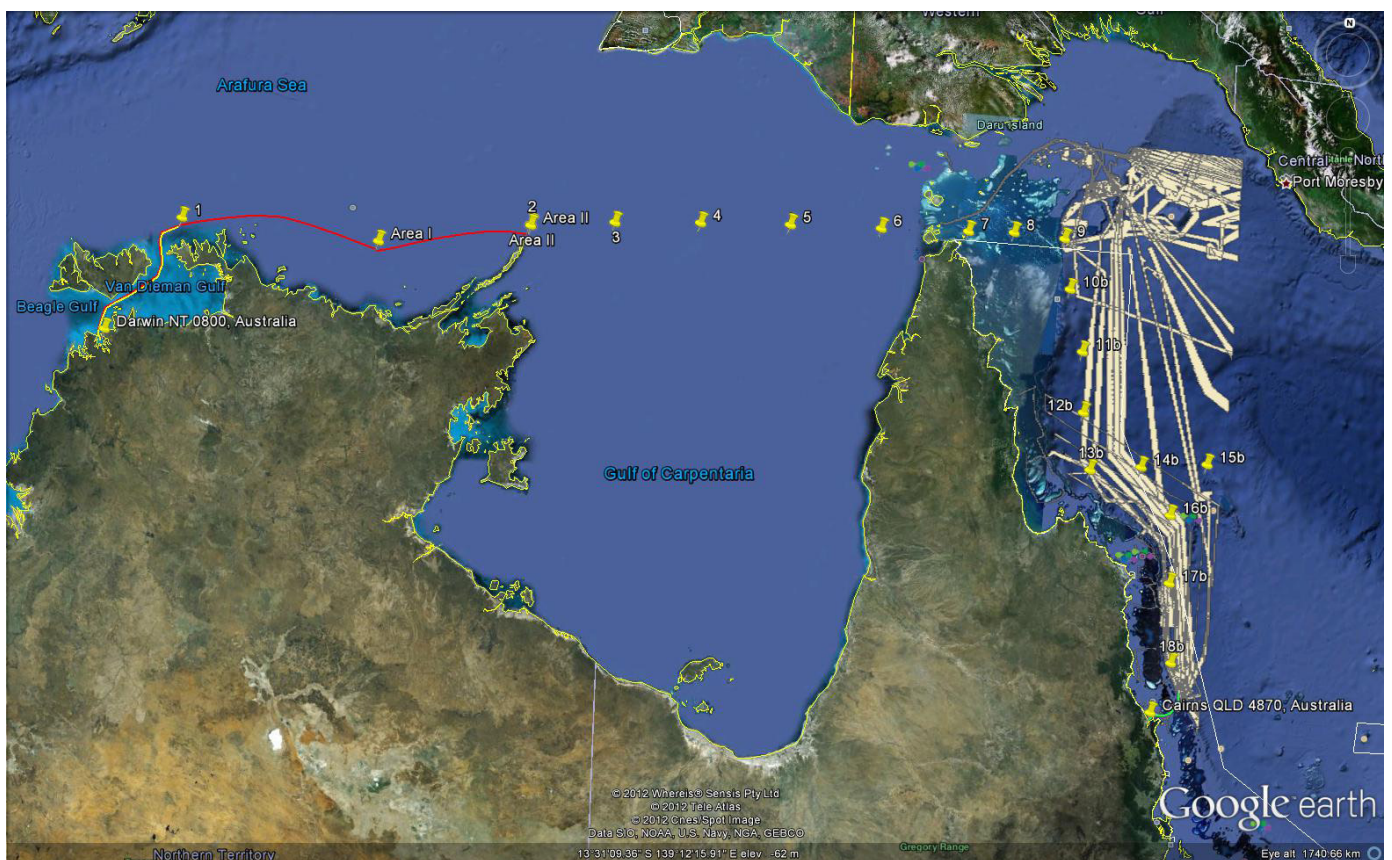 Western
Gulf
N
Arafura Sea
Daru Island
Central
North
Port Moresby
1
2
Area II
Area I
Area II
3
4
5
6
7
8
9
10b
Van Dieman Gulf
Beagle Gulf
Darwin NT 0800, Australia
11b
12b
13b
14b
15b
Gulf of Carpentaria
16b
17b
18b
Cairns QLD 4870, Australia
© 2012 Whereis® Sensis Pty Ltd
© 2012 Tele Atlas
© 2012 Cnes/Spot Image
Data SIO, NOAA, U.S. Navy, NGA, GEBCO
Google earth
Northern Territory
13°31'09.36" S 139°12'15.91" E elev -62 m
Gregory Range
Eye alt 1740.66 km